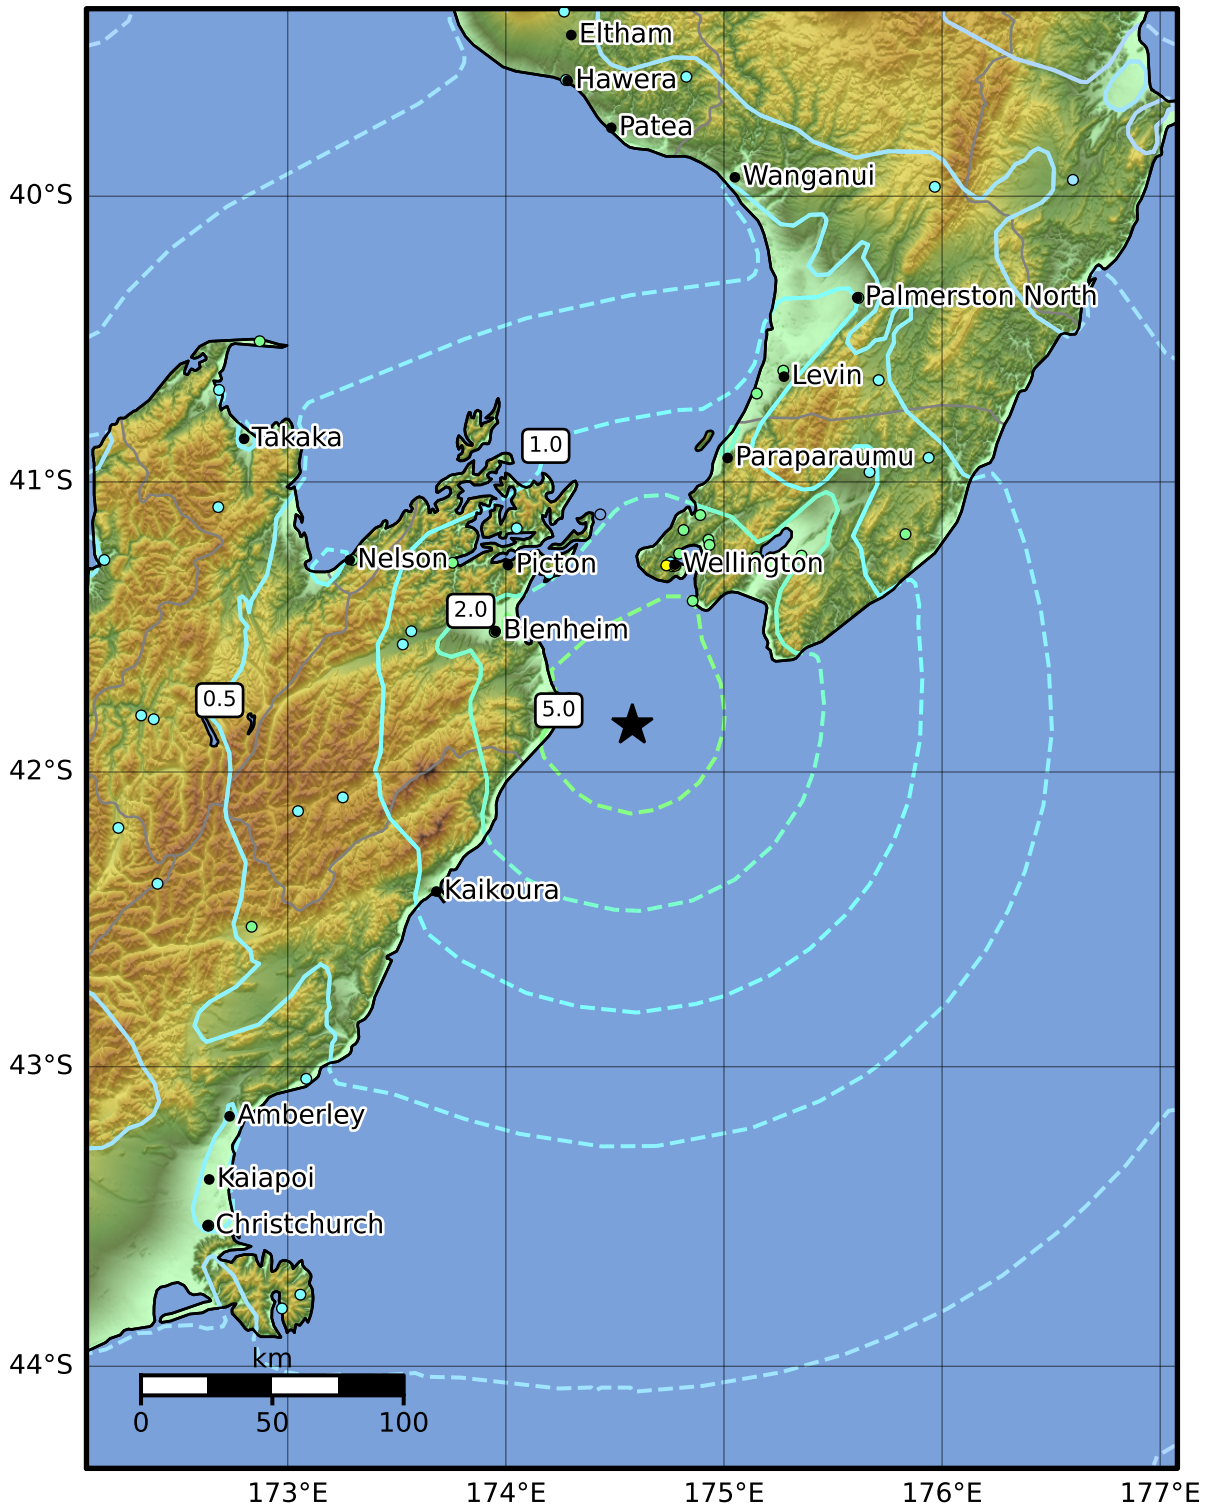 Eltham
Hawera
Patea
Wanganui
40°S
Palmerston North
Levin
Takaka
1.0
Paraparaumu
41°S
Nelson
Picton
Wellington
2.0
Blenheim
0.5
5.0
42°S
Kaikoura
43°S
Amberley
Kaiapoi
Christchurch
44°S
km
0 50 100
173°E 174°E 175°E 176°E 177°E